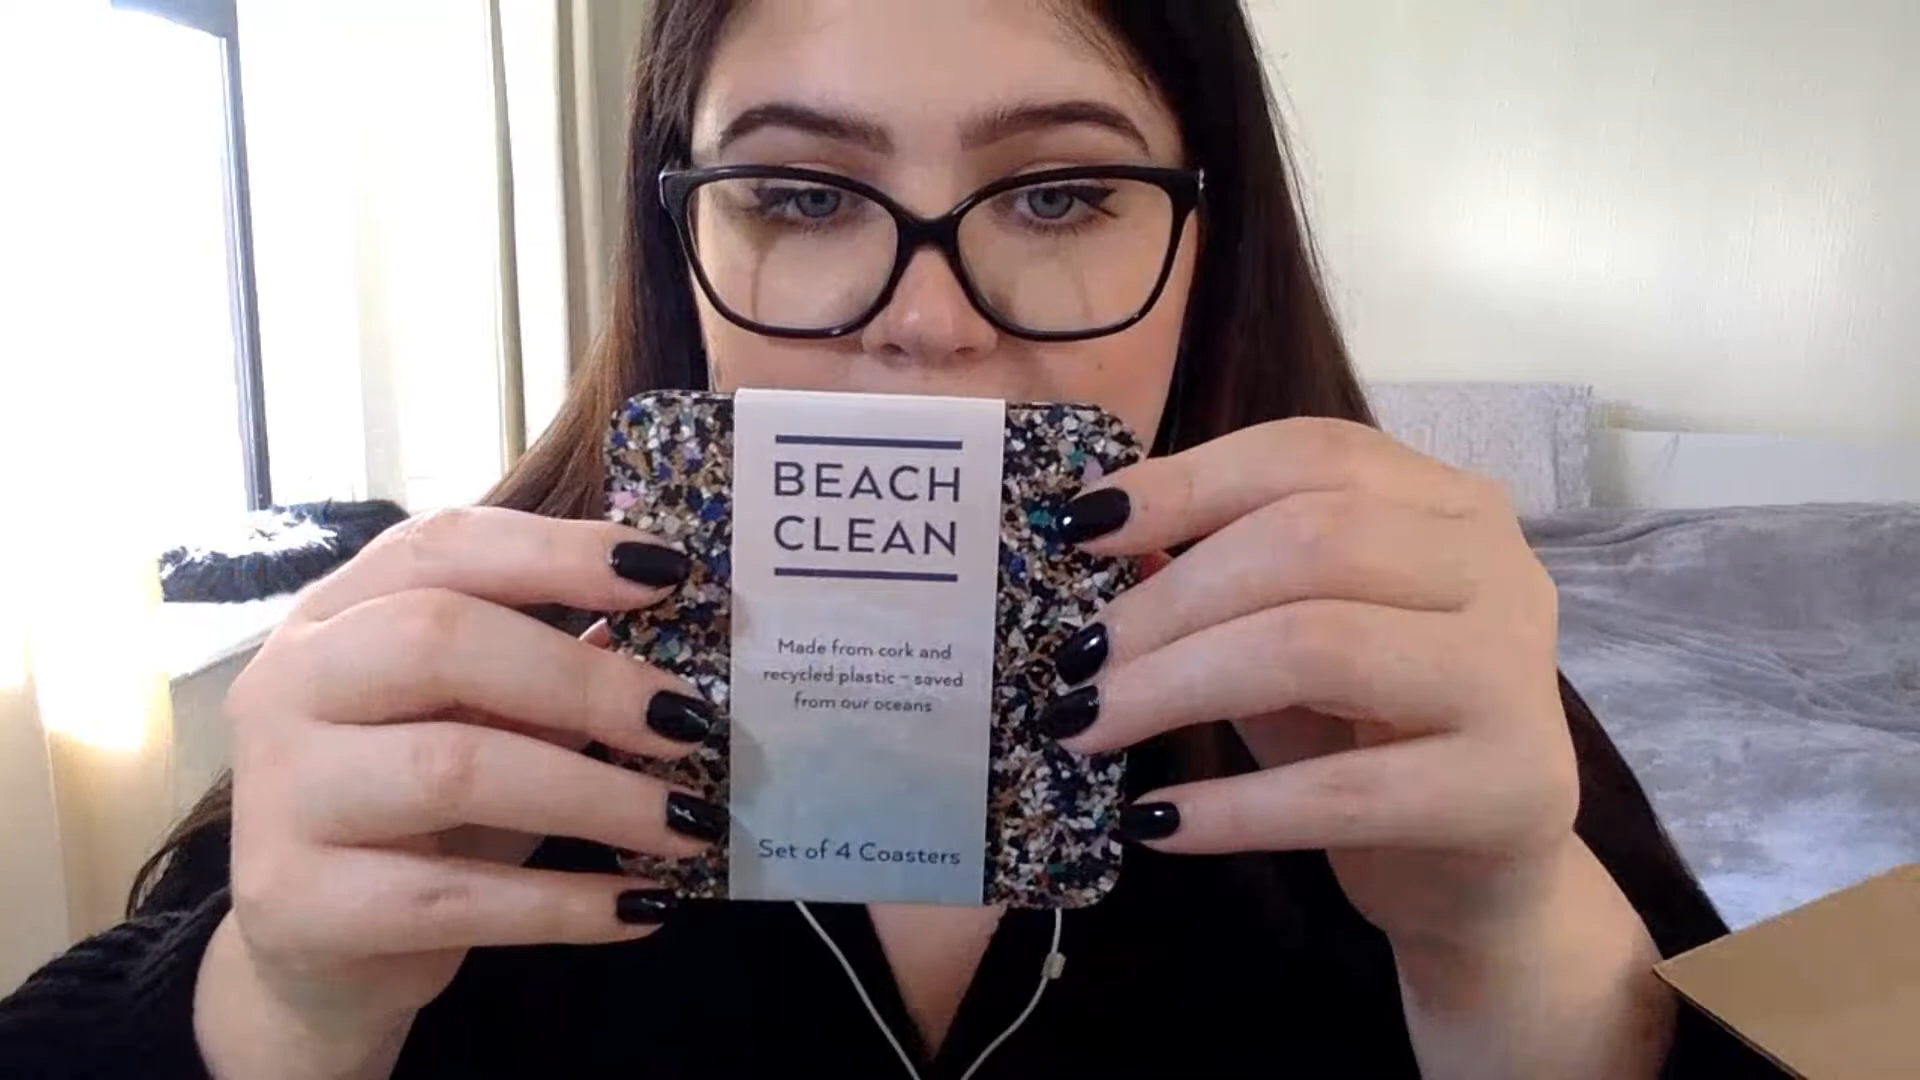 BEACH
CLEAN
Made from cork and
recycled plastic – saved
from our oceans
Set of 4 Coasters